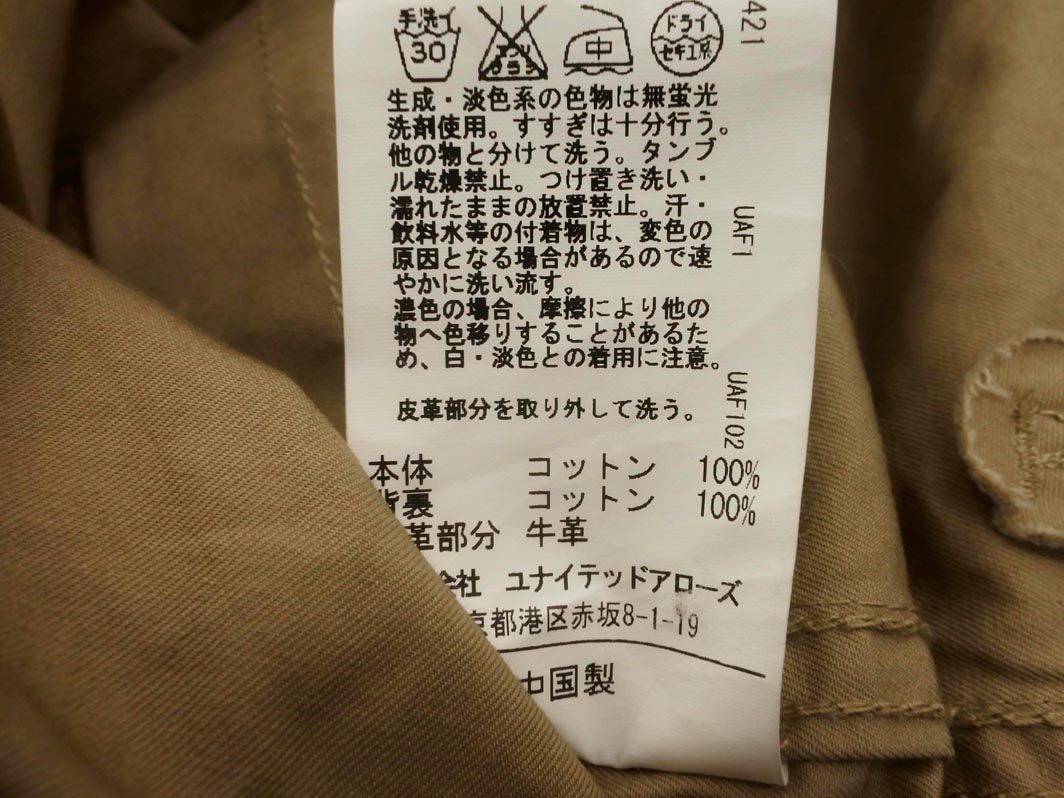 手洗イ
30
エンソ
サラシ
中
ドライ
セキユ系
421
生成・淡色系の色物は無蛍光
洗剤使用。すすぎは十分行う。
他の物と分けて洗う。タンブ
ル乾燥禁止。つけ置き洗い・
濡れたままの放置禁止。汗・
飲料水等の付着物は、変色の
原因となる場合があるので速
やかに洗い流す。
濃色の場合、摩擦により他の
物へ色移りすることがあるた
め、白・淡色との着用に注意。
UAF1
皮革部分を取り外して洗う。
UAF102
本体 コットン 100%
背裏 コットン 100%
革部分 牛革
会社 ユナイテッドアローズ
京都港区赤坂8-1-19
中国製